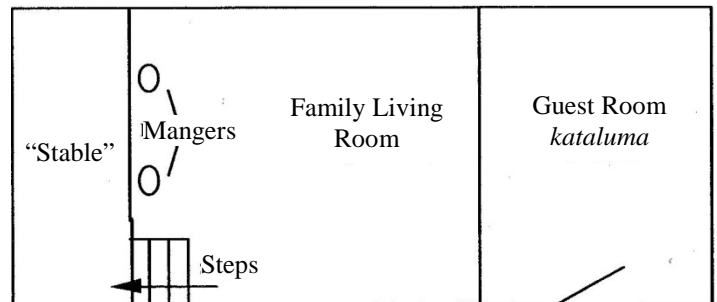 “Stable”
Mangers
Family Living
Room
Guest Room
kataluma
Steps